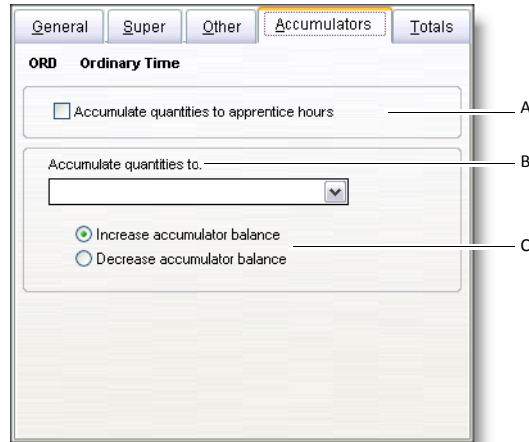 General Super Other Accumulators Totals
ORD Ordinary Time
Accumulate quantities to apprentice hours A
Accumulate quantities to. B
Increase accumulator balance
C
Decrease accumulator balance